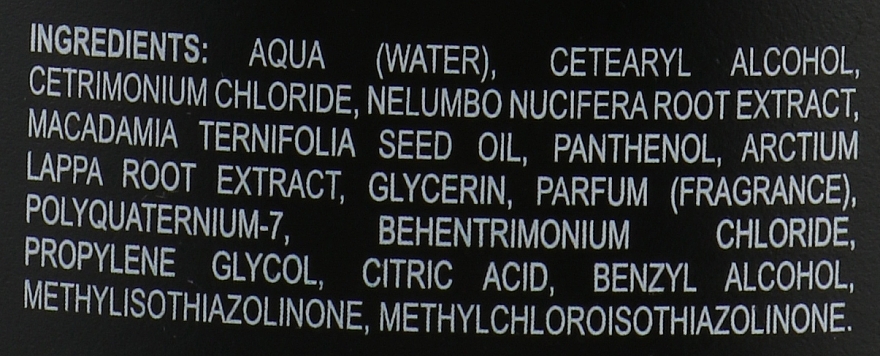 INGREDIENTS: AQUA (WATER), CETEARYL ALCOHOL,
CETRIMONIUM CHLORIDE, NELUMBO NUCIFERA ROOT EXTRACT,
MACADAMIA TERNIFOLIA SEED OIL, PANTHENOL, ARCTIUM
LAPPA ROOT EXTRACT, GLYCERIN, PARFUM (FRAGRANCE),
POLYQUATERNIUM-7, BEHENTRIMONIUM CHLORIDE,
PROPYLENE GLYCOL, CITRIC ACID, BENZYL ALCOHOL,
METHYLISOTHIAZOLINONE, METHYLCHLOROISOTHIAZOLINONE.